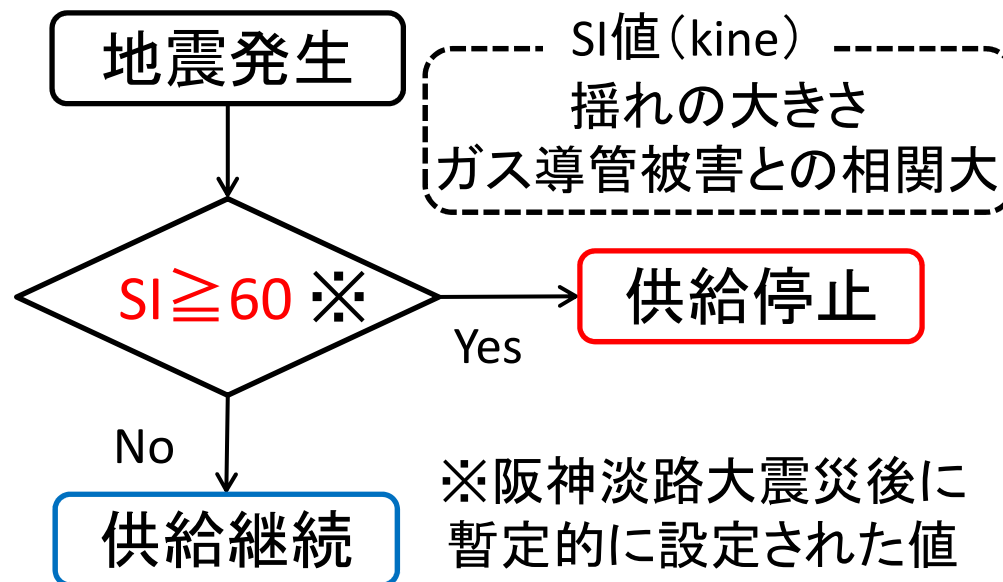 地震発生
SI値（kine）
揺れの大きさ
ガス導管被害との相関大
SI≧60 ※
Yes
供給停止
No
供給継続
※阪神淡路大震災後に
暫定的に設定された値